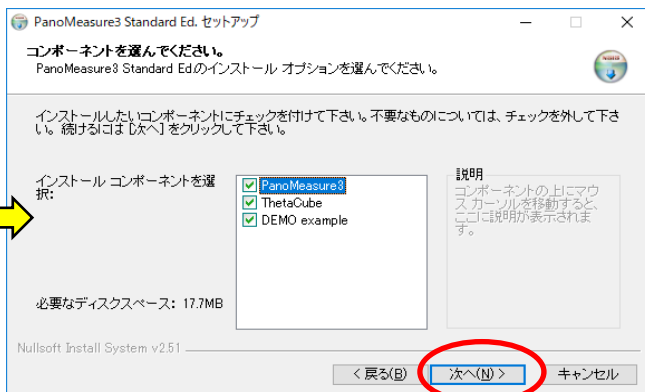 PanoMeasure3 Standard Ed. セットアップ
コンポーネントを選んでください。
PanoMeasure3 Standard Ed.のインストール オプションを選んでください。
インストールしたいコンポーネントにチェックを付けて下さい。不要なものについては、チェックを外して下さ
い。続けるには [次へ] をクリックして下さい。
インストール コンポーネントを選
択:
PanoMeasure3
ThetaCube
DEMO example
説明
コンポーネントの上にマウ
ス カーソルを移動すると、
ここに説明が表示されま
す。
必要なディスクスペース: 17.7MB
Nullsoft Install System v2.51
< 戻る(B)
次へ(N) >
キャンセル